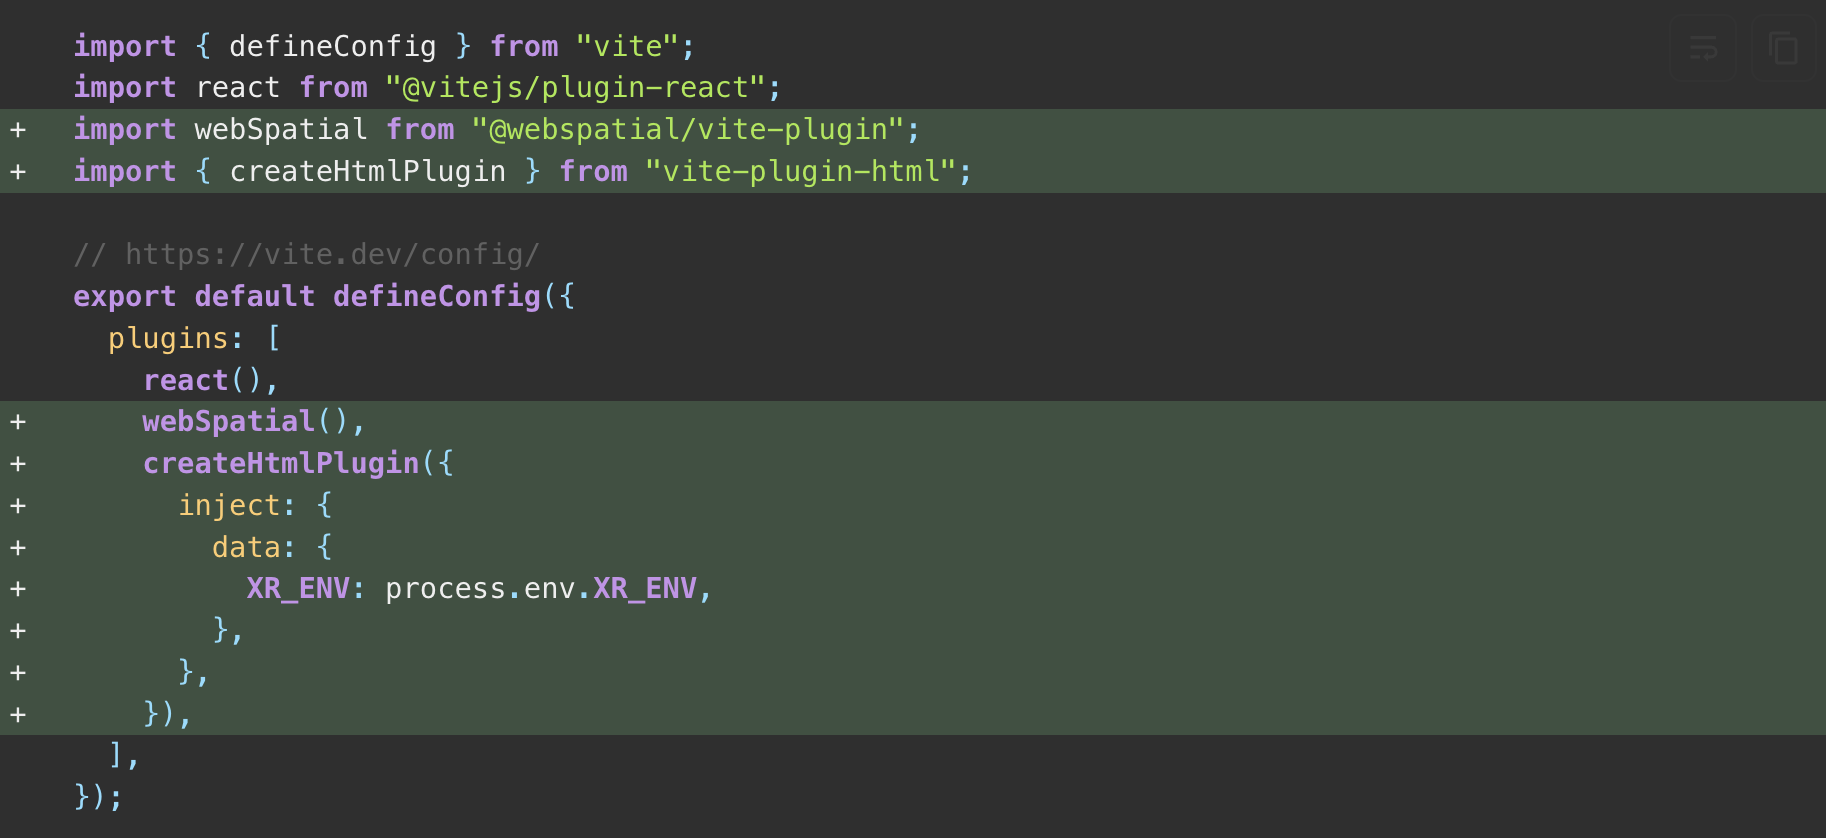 import { defineConfig } from "vite";
import react from "@vitejs/plugin-react";
+ import webSpatial from "@webspatial/vite-plugin";
+ import { createHtmlPlugin } from "vite-plugin-html";
// https://vite.dev/config/
export default defineConfig({
plugins: [
react(),
+ webSpatial(),
+ createHtmlPlugin({
+ inject: {
+ data: {
+ XR_ENV: process.env.XR_ENV,
+ },
+ },
+ }),
],
});